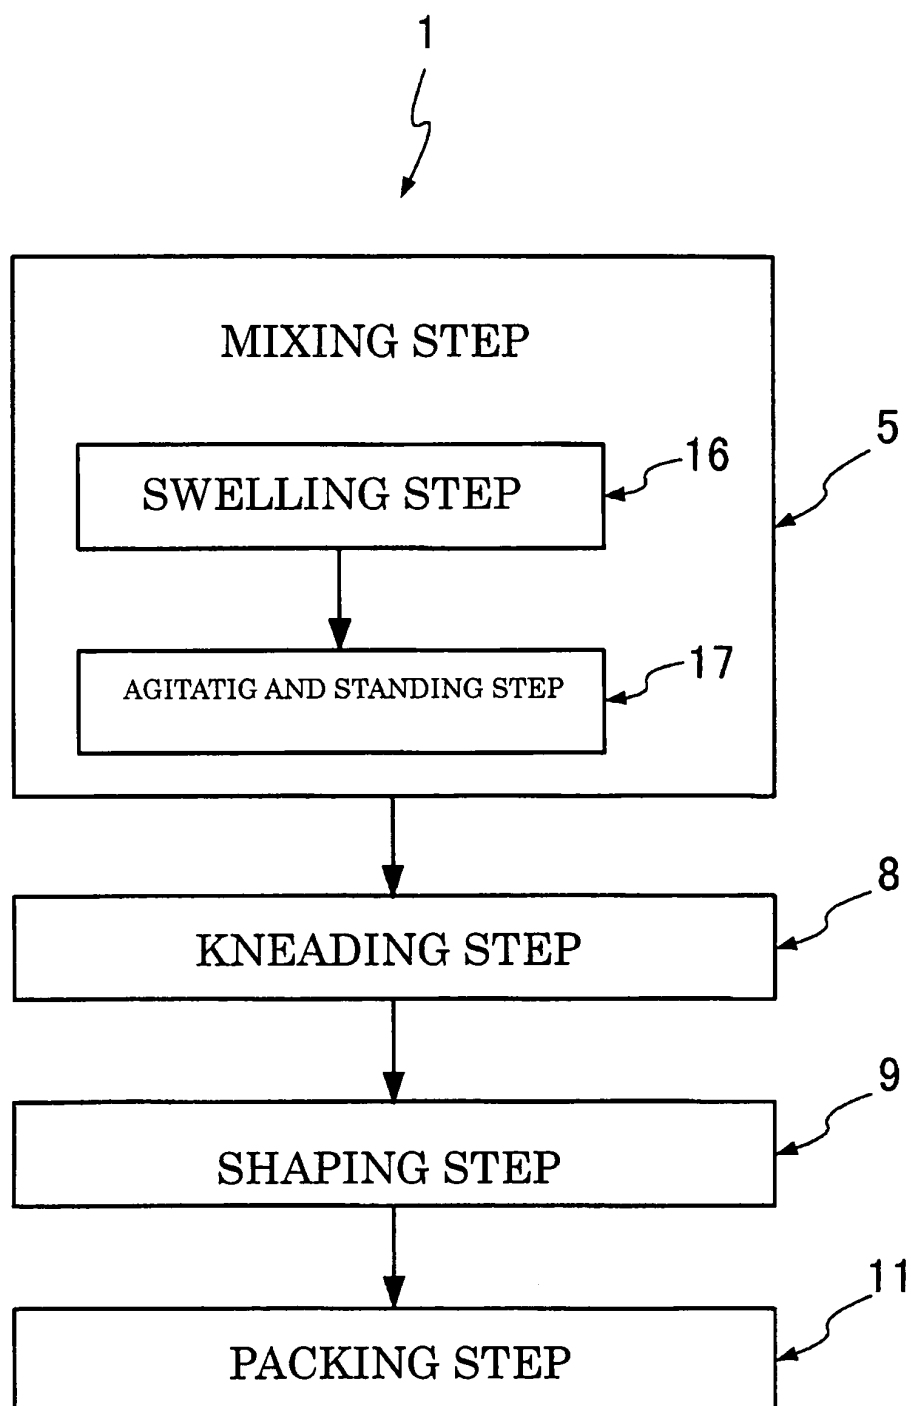 1
MIXING STEP
5
SWELLING STEP
16
AGITATIG AND STANDING STEP
17
KNEADING STEP
8
SHAPING STEP
9
PACKING STEP
11